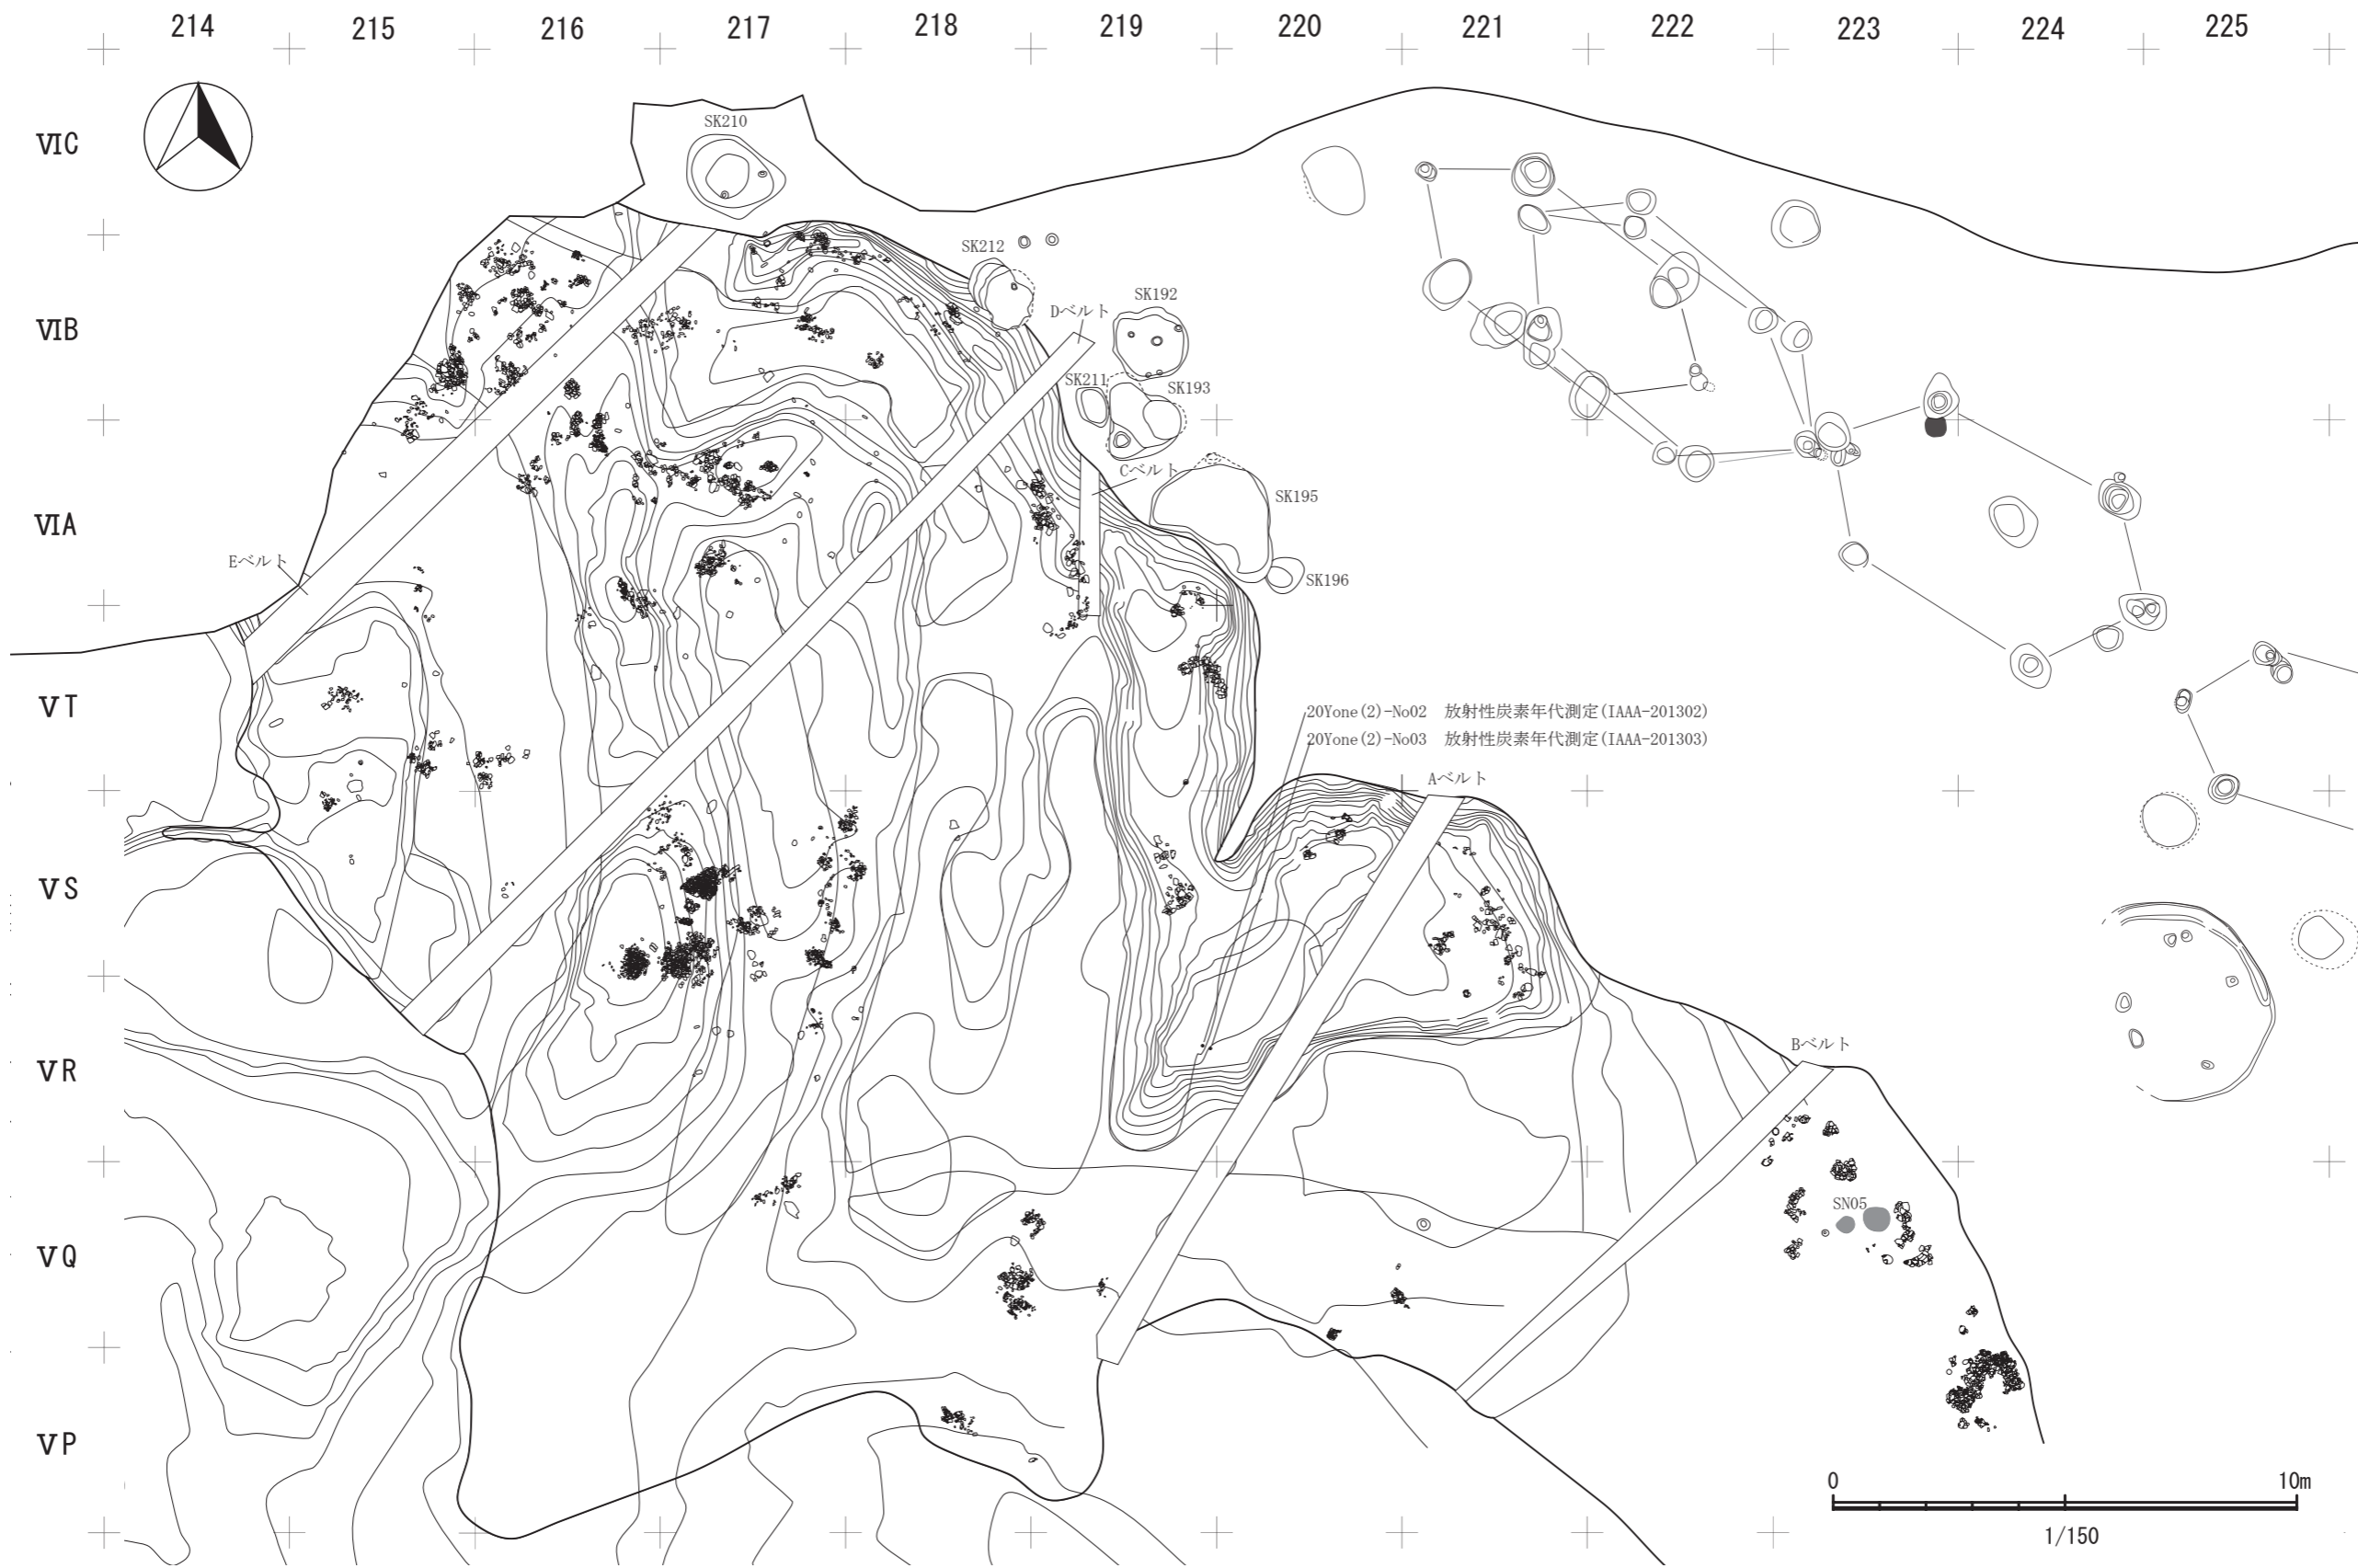 214 215 216 217 218 219 220 221 222 223 224 225
ⅥC
SK210
SK212
SK192
Dベルト
ⅥB
SK211
SK193
Cベルト
SK195
ⅥA
Eベルト
SK196
ⅤT
20Yone(2)-No02 放射性炭素年代測定(IAAA-201302)
20Yone(2)-No03 放射性炭素年代測定(IAAA-201303)
Aベルト
ⅤS
Bベルト
ⅤR
SN05
ⅤQ
ⅤP
0 10m
1/150